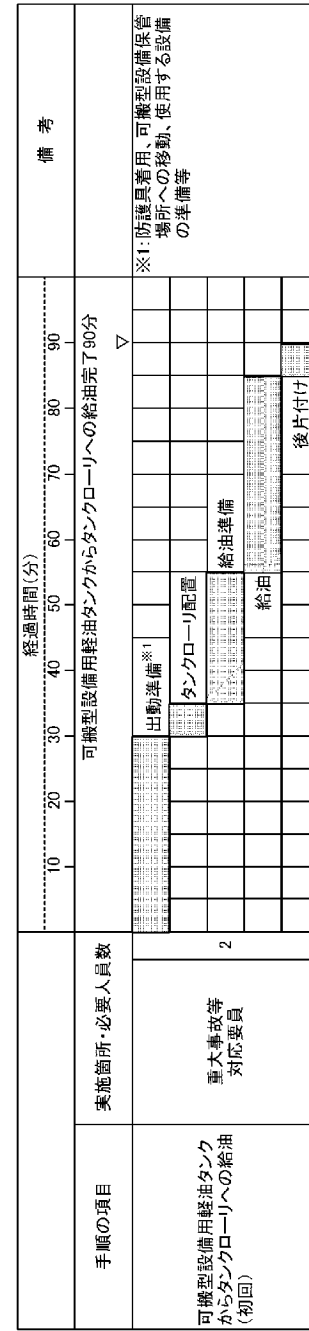 経過時間(分)
10 20 30 40 50 60 70 80 90
手順の項目
実施箇所・必要人員数
備 考
可搬型設備用軽油タンクからタンクローリへの給油完了90分
▽
可搬型設備用軽油タンク
からタンクローリへの給油
(初回)
重大事故等
対応要員
2
出動準備※1
タンクローリ配置
給油準備
給油
後片付け
※1:防護具着用、可搬型設備保管
場所への移動、使用する設備
の準備等